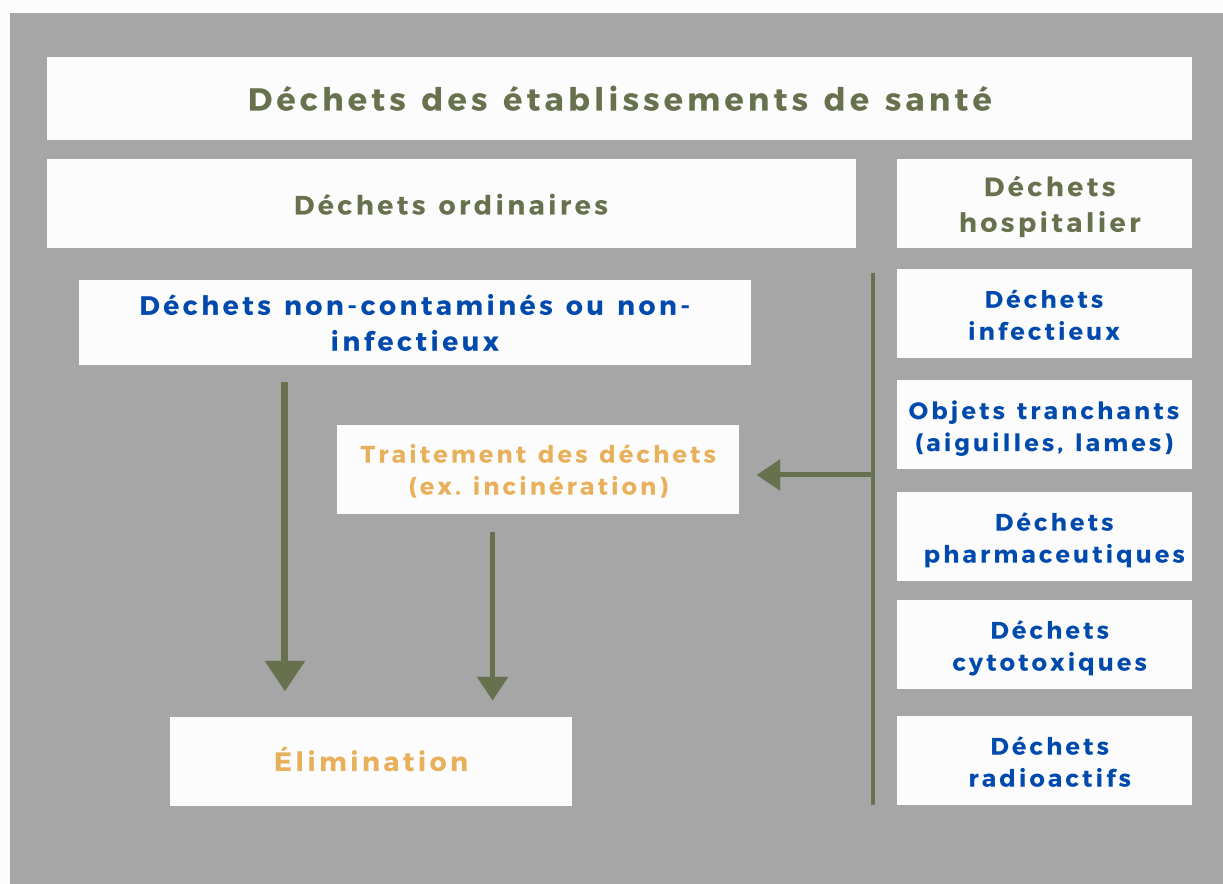 Déchets des établissements de santé
Déchets ordinaires
Déchets
hospitalier
Déchets non-contaminés ou non-
infectieux
Déchets
infectieux
Objets tranchants
(aiguilles, lames)
Traitement des déchets
(ex. incinération)
Déchets
pharmaceutiques
Déchets
cytotoxiques
Élimination
Déchets
radioactifs